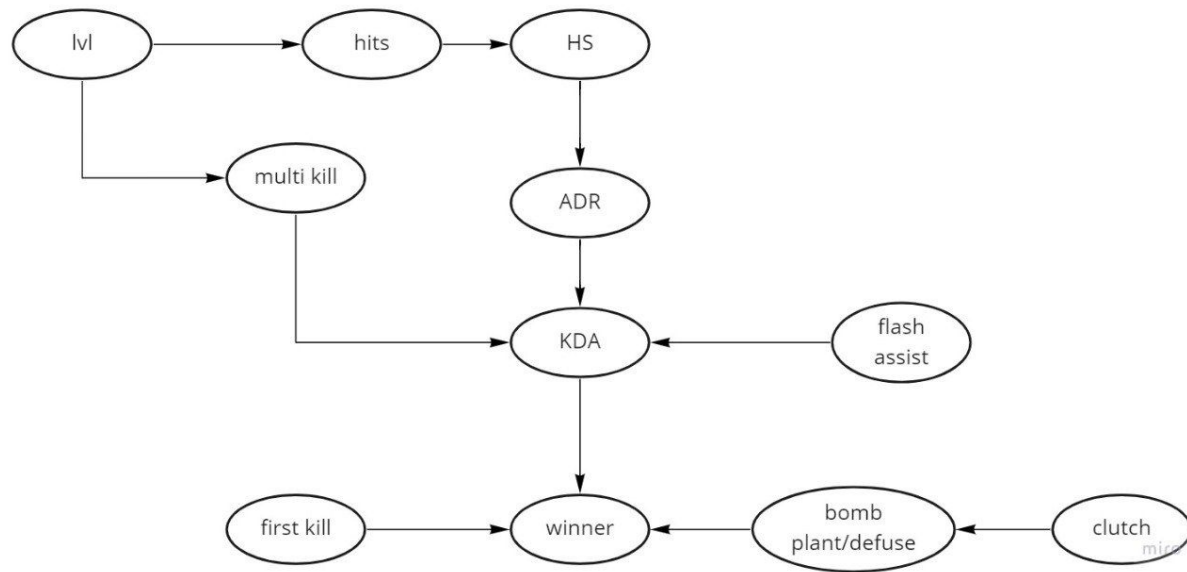 lvl
hits
HS
multi kill
ADR
KDA
flash
assist
first kill
winner
bomb
plant/defuse
clutch
miro